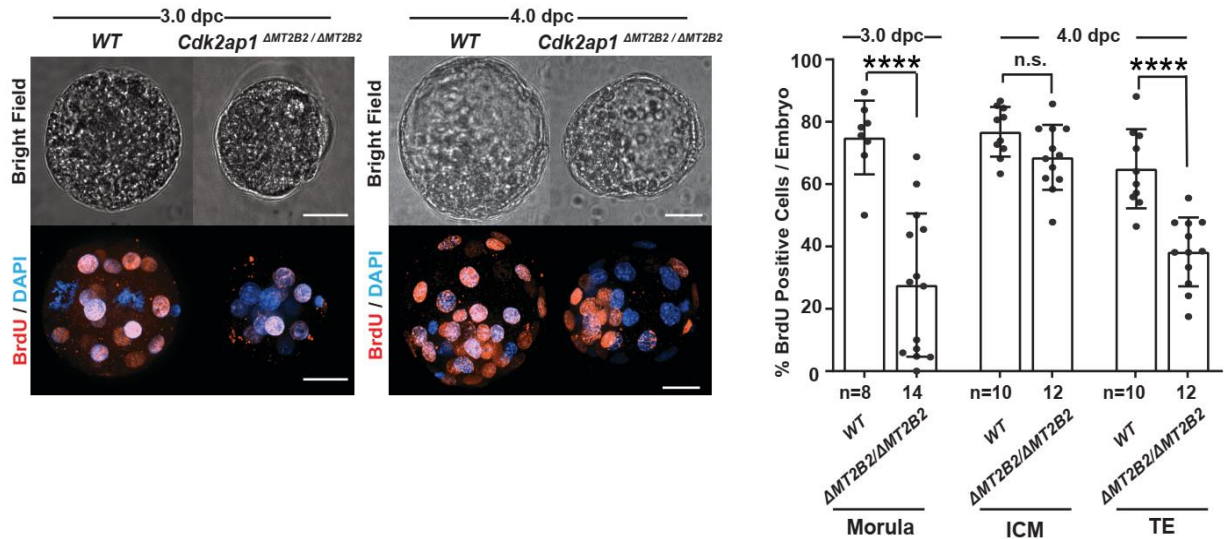 3.0 dpc
4.0 dpc
WT
Cdk2ap1 ΔMT2B2 / ΔMT2B2
WT
Cdk2ap1 ΔMT2B2 / ΔMT2B2
Bright Field
Bright Field
BrdU / DAPI
BrdU / DAPI
3.0 dpc
4.0 dpc
****
n.s.
****
% BrdU Positive Cells / Embryo
100
80
60
40
20
0
n=8 14 n=10 12 n=10 12
WT
ΔMT2B2/ΔMT2B2
WT
ΔMT2B2/ΔMT2B2
WT
ΔMT2B2/ΔMT2B2
Morula ICM TE